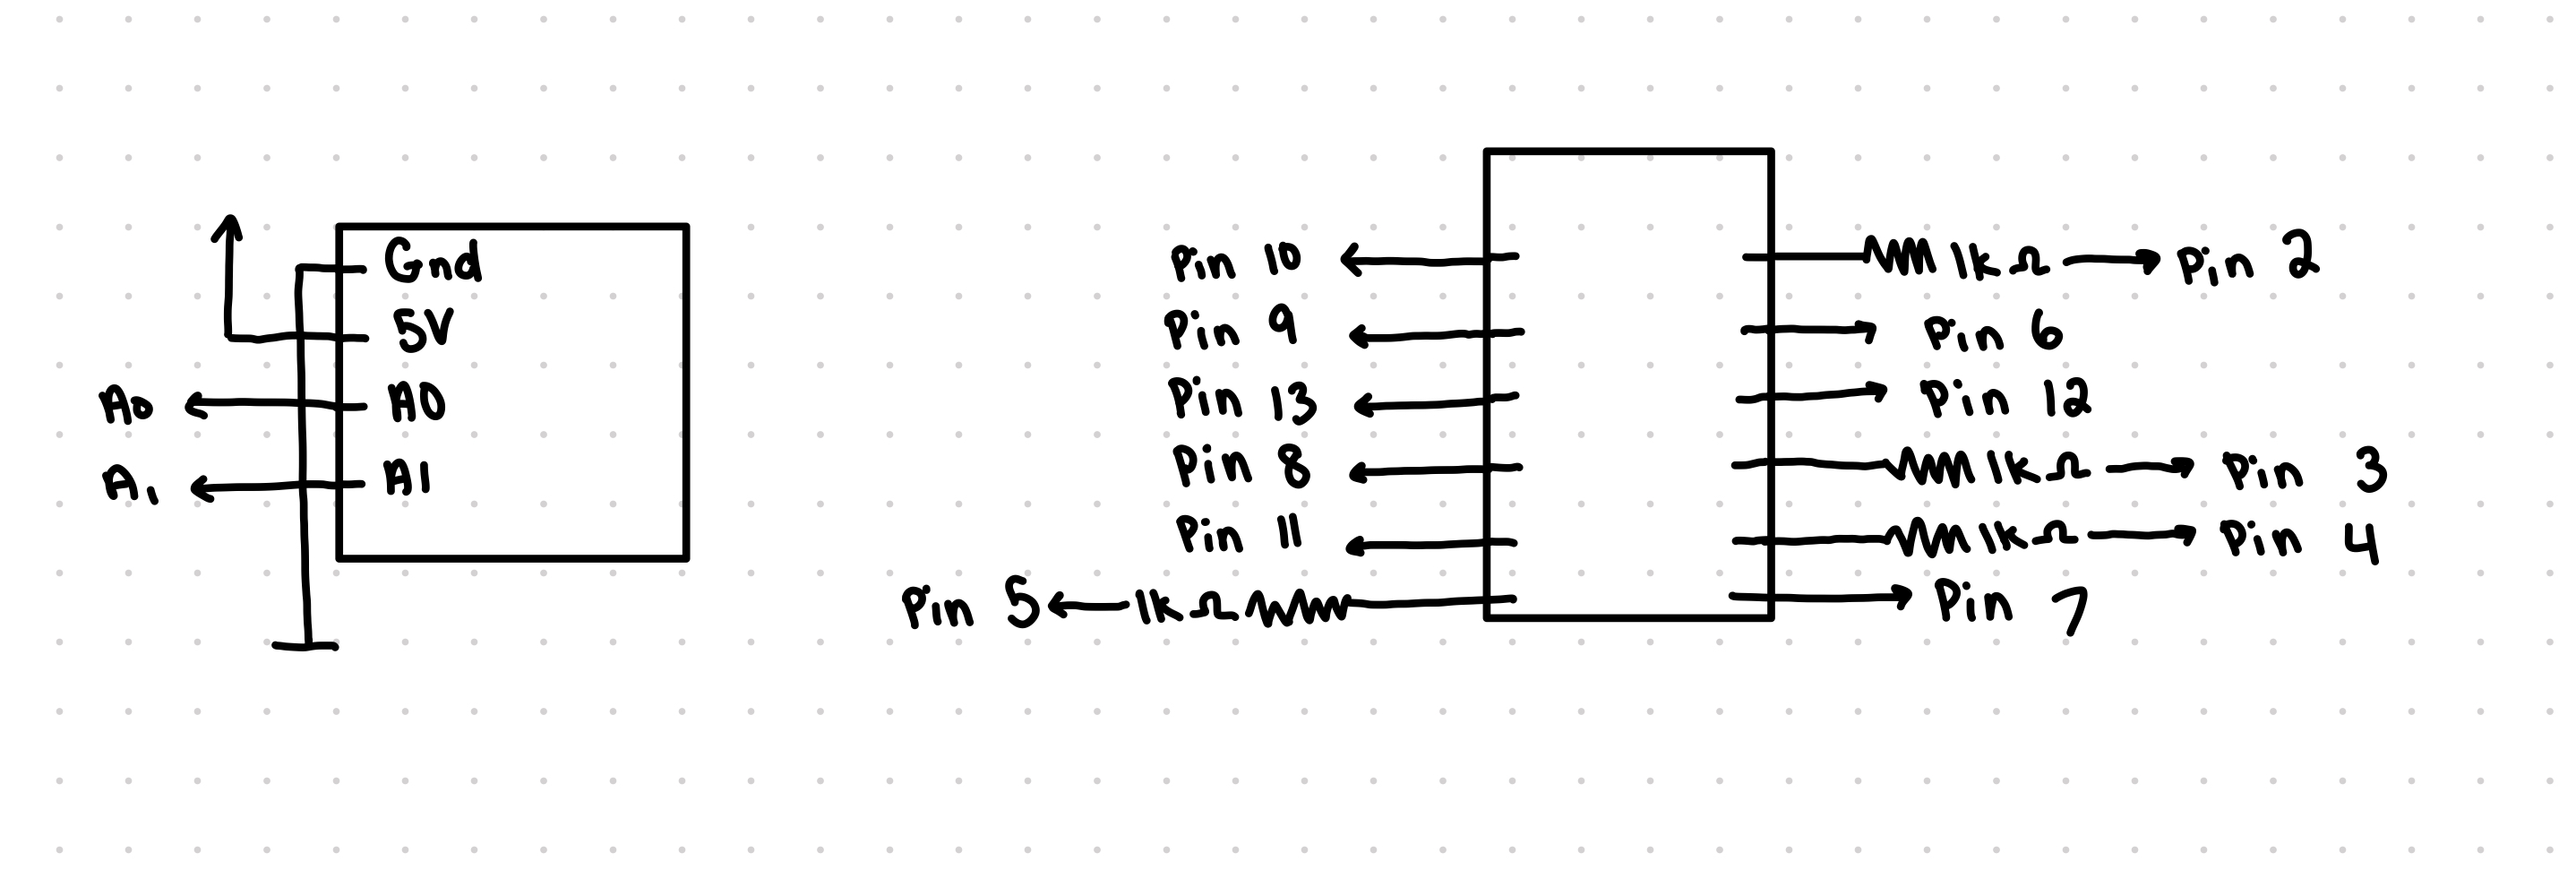 Gnd
5V
A0 A0
A1 A1
Pin 10 1kΩ Pin 2
Pin 9 Pin 6
Pin 13 Pin 12
Pin 8 1kΩ Pin 3
Pin 11 1kΩ Pin 4
Pin 5 1kΩ Pin 7